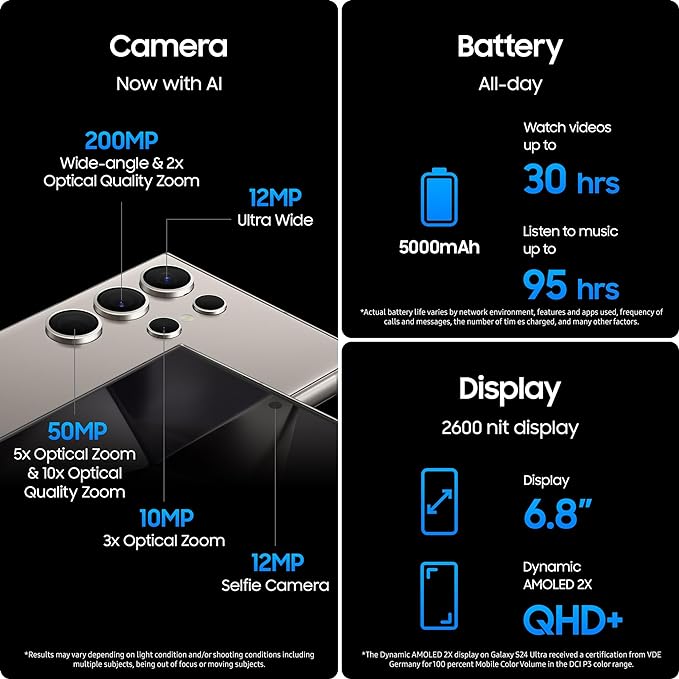 Camera
Now with AI
200MP
Wide-angle & 2x
Optical Quality Zoom
12MP
Ultra Wide
50MP
5x Optical Zoom
& 10x Optical
Quality Zoom
10MP
3x Optical Zoom
12MP
Selfie Camera
*Results may vary depending on light condition and/or shooting conditions including
multiple subjects, being out of focus or moving subjects.
Battery
All-day
5000mAh
Watch videos
up to
30 hrs
Listen to music
up to
95 hrs
*Actual battery life varies by network environment, features and apps used, frequency of
calls and messages, the number of tim es charged, and many other factors.
Display
2600 nit display
Display
6.8”
Dynamic
AMOLED 2X
QHD+
*The Dynamic AMOLED 2X display on Galaxy S24 Ultra received a certification from VDE
Germany for 100 percent Mobile Color Volume in the DCI P3 color range.